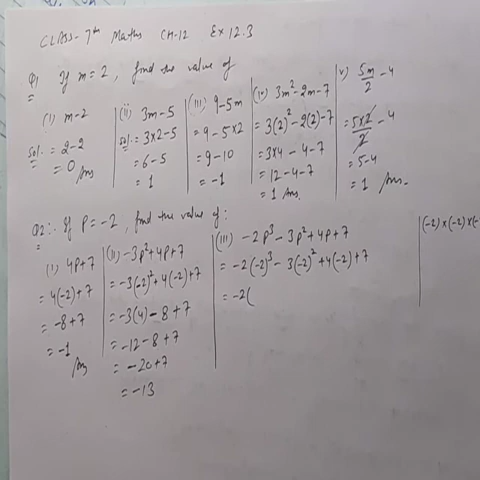 CLASS- 7th Maths CH-12 Ex 12.3
Q1 If m=2, find the value of
(i) m-2
Sol. = 2-2
= 0 Ans
(ii) 3m-5
Sol. = 3×2-5
= 6-5
= 1
(iii) 9-5m
= 9-5×2
= 9-10
= -1
(iv) 3m²-2m-7
= 3(2)²-2(2)-7
= 3×4-4-7
= 12-4-7
= 1 Ans.
v) 5m/2 - 4
= 5×2/2 - 4
= 5-4
= 1 Ans.
Q2:. If P=-2, find the value of:
(i) 4p+7
= 4(-2)+7
= -8+7
= -1
Ans
(ii) -3p²+4p+7
= -3(-2)²+4(-2)+7
= -3(4)-8+7
= -12-8+7
= -20+7
= -13
(iii) -2p³-3p²+4p+7
= -2(-2)³-3(-2)²+4(-2)+7
= -2(
(-2)×(-2)×(-